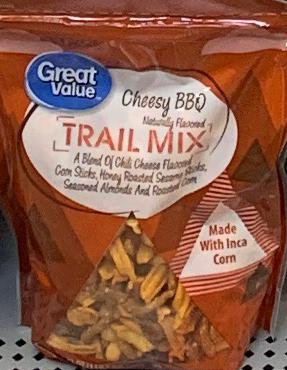 Great
Value
Cheesy BBQ
Naturally Flavored
TRAIL MIX
A Blend Of Chili Cheese Flavored
Corn Sticks, Honey Roasted Sesame Sticks,
Seasoned Almonds And Roasted Corn
Made
With Inca
Corn